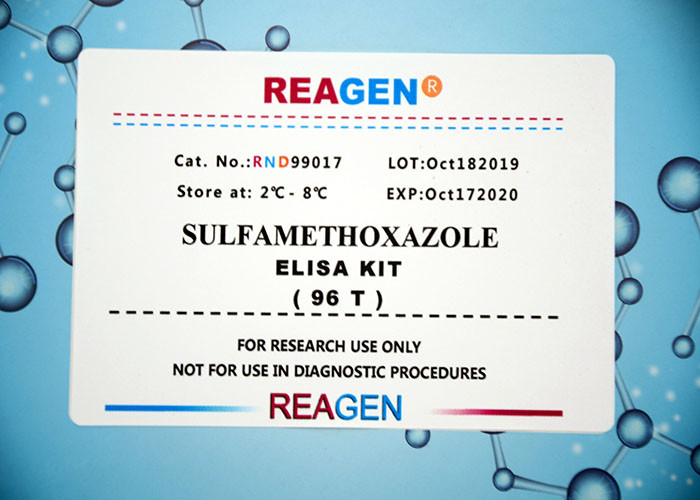 REAGEN®
Cat. No.:RND99017 LOT:Oct182019
Store at: 2℃ - 8℃ EXP:Oct172020
SULFAMETHOXAZOLE
ELISA KIT
( 96 T )
FOR RESEARCH USE ONLY
NOT FOR USE IN DIAGNOSTIC PROCEDURES
REAGEN